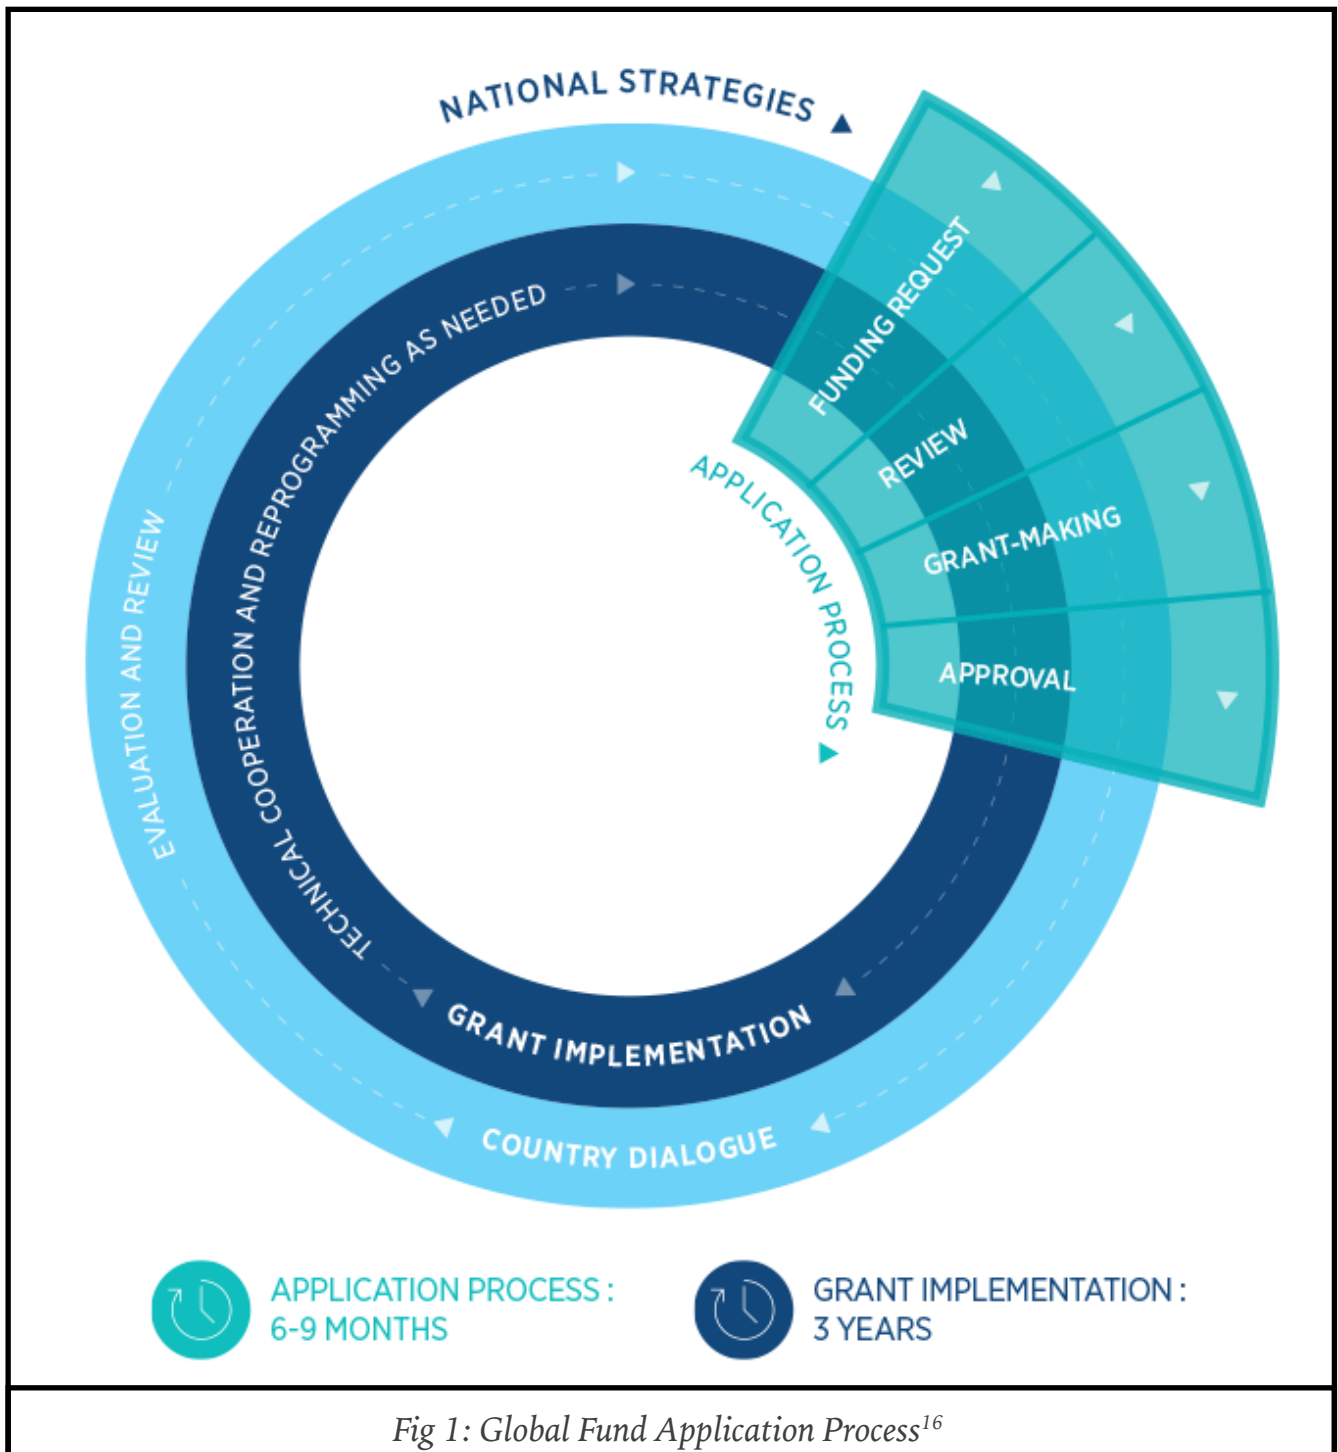 NATIONAL STRATEGIES
FUNDING REQUEST
REVIEW
GRANT-MAKING
APPROVAL
APPLICATION PROCESS
EVALUATION AND REVIEW
TECHNICAL COOPERATION AND REPROGRAMMING AS NEEDED
GRANT IMPLEMENTATION
COUNTRY DIALOGUE
APPLICATION PROCESS :
6-9 MONTHS
GRANT IMPLEMENTATION :
3 YEARS
Fig 1: Global Fund Application Process16